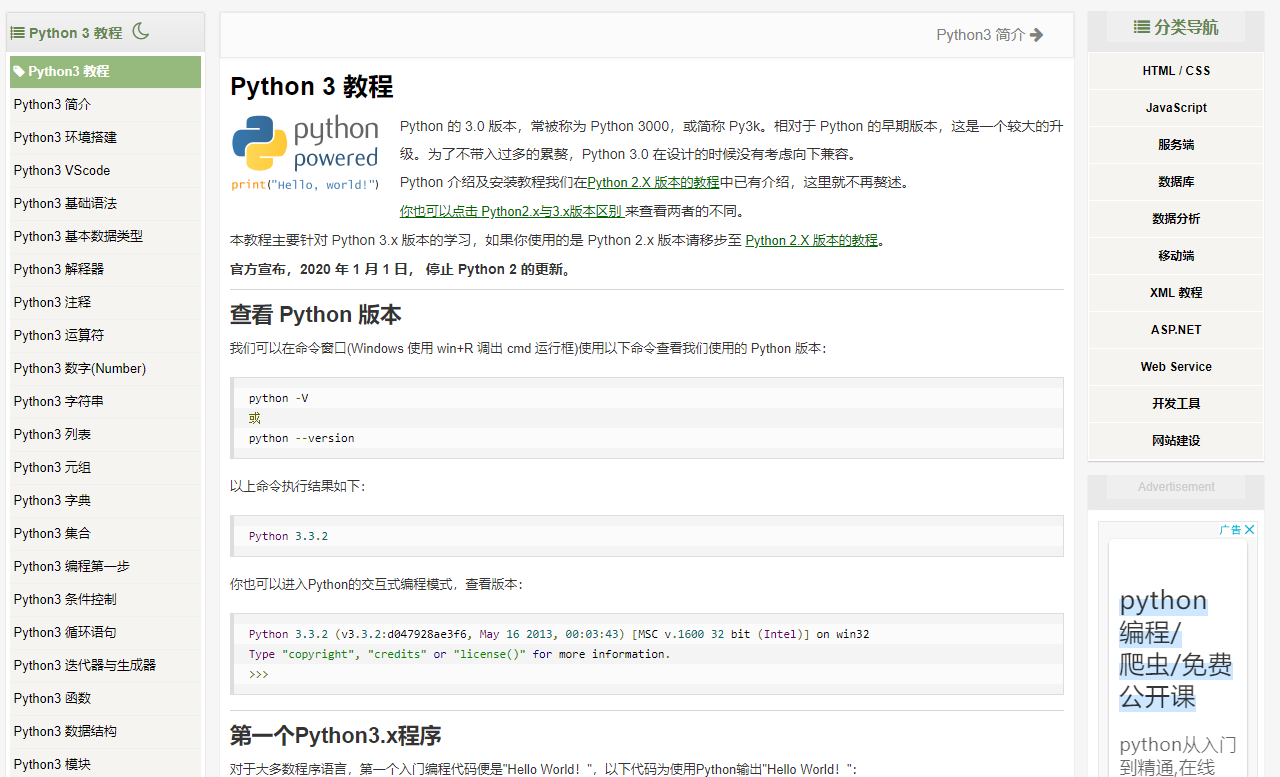 Python 3 教程
Python3 教程
Python3 简介
Python3 环境搭建
Python3 VScode
Python3 基础语法
Python3 基本数据类型
Python3 解释器
Python3 注释
Python3 运算符
Python3 数字(Number)
Python3 字符串
Python3 列表
Python3 元组
Python3 字典
Python3 集合
Python3 编程第一步
Python3 条件控制
Python3 循环语句
Python3 迭代器与生成器
Python3 函数
Python3 数据结构
Python3 模块
Python3 简介
Python 3 教程
python
powered
print("Hello, world!")
Python 的 3.0 版本，常被称为 Python 3000，或简称 Py3k。相对于 Python 的早期版本，这是一个较大的升
级。为了不带入过多的累赘，Python 3.0 在设计的时候没有考虑向下兼容。
Python 介绍及安装教程我们在Python 2.X 版本的教程中已有介绍，这里就不再赘述。
你也可以点击 Python2.x与3.x版本区别 来查看两者的不同。
本教程主要针对 Python 3.x 版本的学习，如果你使用的是 Python 2.x 版本请移步至 Python 2.X 版本的教程。
官方宣布，2020 年 1 月 1 日， 停止 Python 2 的更新。
查看 Python 版本
我们可以在命令窗口(Windows 使用 win+R 调出 cmd 运行框)使用以下命令查看我们使用的 Python 版本：
python -V
或
python --version
以上命令执行结果如下：
Python 3.3.2
你也可以进入Python的交互式编程模式，查看版本：
Python 3.3.2 (v3.3.2:d047928ae3f6, May 16 2013, 00:03:43) [MSC v.1600 32 bit (Intel)] on win32
Type "copyright", "credits" or "license()" for more information.
>>>
第一个Python3.x程序
对于大多数程序语言，第一个入门编程代码便是"Hello World！"，以下代码为使用Python输出"Hello World！"：
分类导航
HTML / CSS
JavaScript
服务端
数据库
数据分析
移动端
XML 教程
ASP.NET
Web Service
开发工具
网站建设
Advertisement
广告
python
编程/
爬虫/免费
公开课
python从入门
到精通,在线